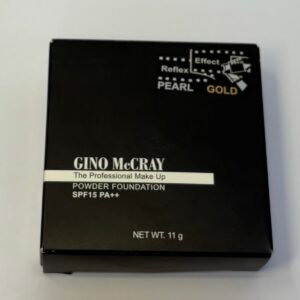 Effect
Reflex
PEARL GOLD
GINO McCRAY
The Professional Make Up
POWDER FOUNDATION
SPF15 PA++
NET WT. 11 g